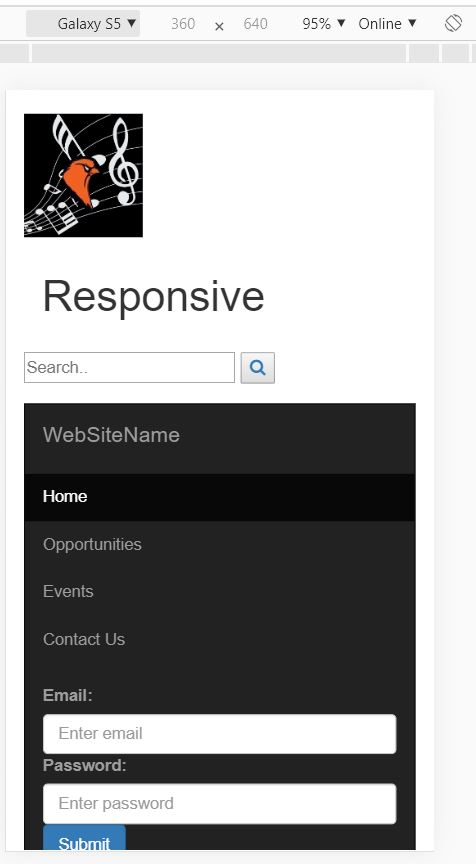 Galaxy S5 ▼ 360 × 640 95% ▼ Online ▼
Responsive
Search..
WebSiteName
Home
Opportunities
Events
Contact Us
Email:
Enter email
Password:
Enter password
Submit